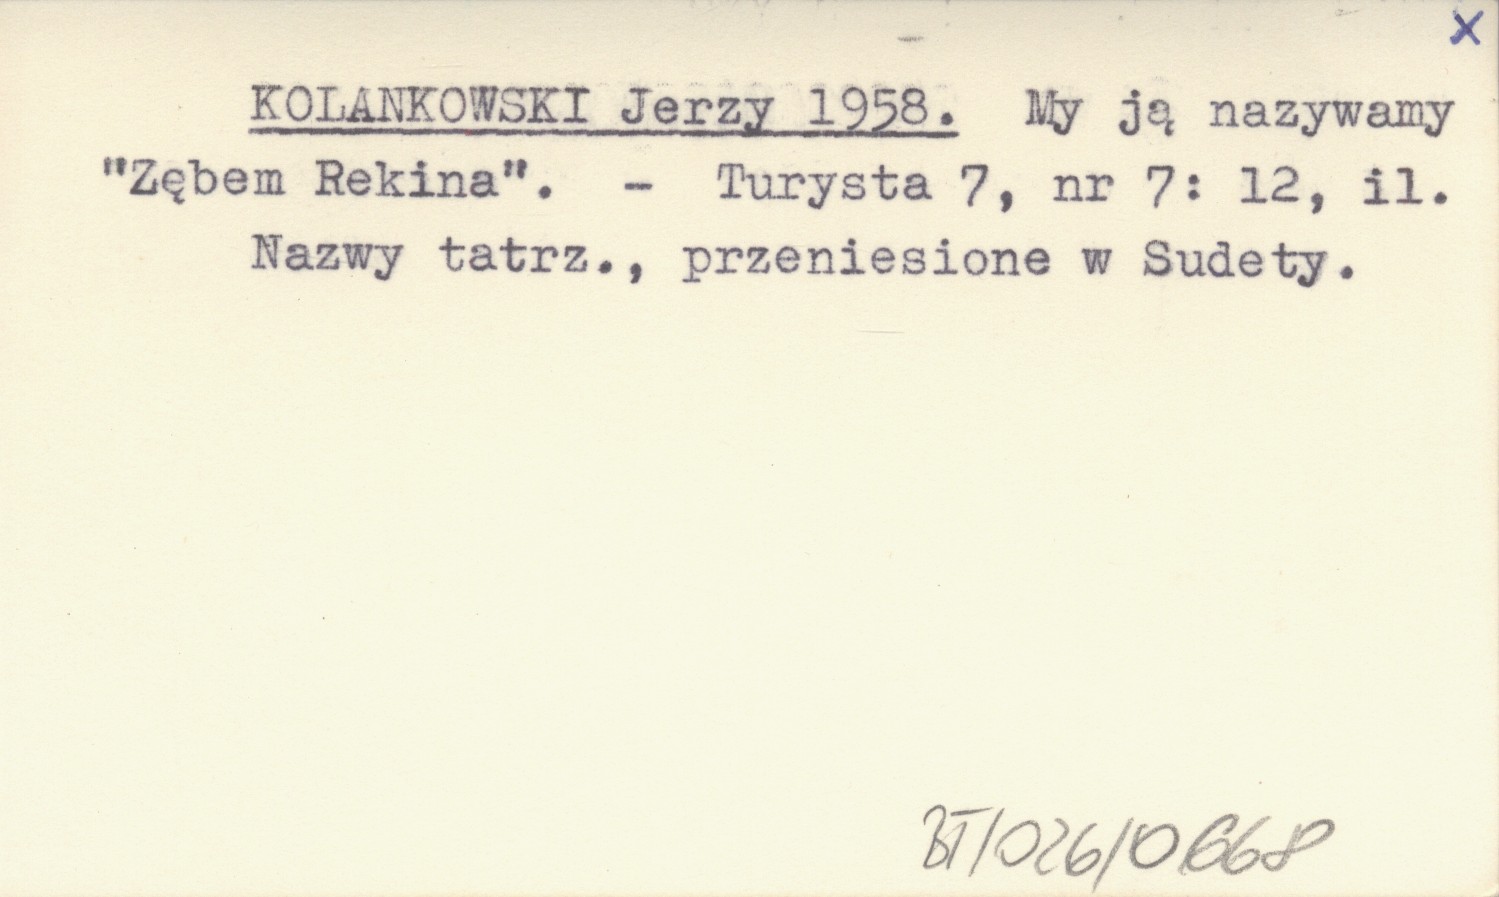 x
KOLANKOWSKI Jerzy 1958. My ją nazywamy
"Zębem Rekina". - Turysta 7, nr 7: 12, il.
Nazwy tatrz., przeniesione w Sudety.
BT/026/0668